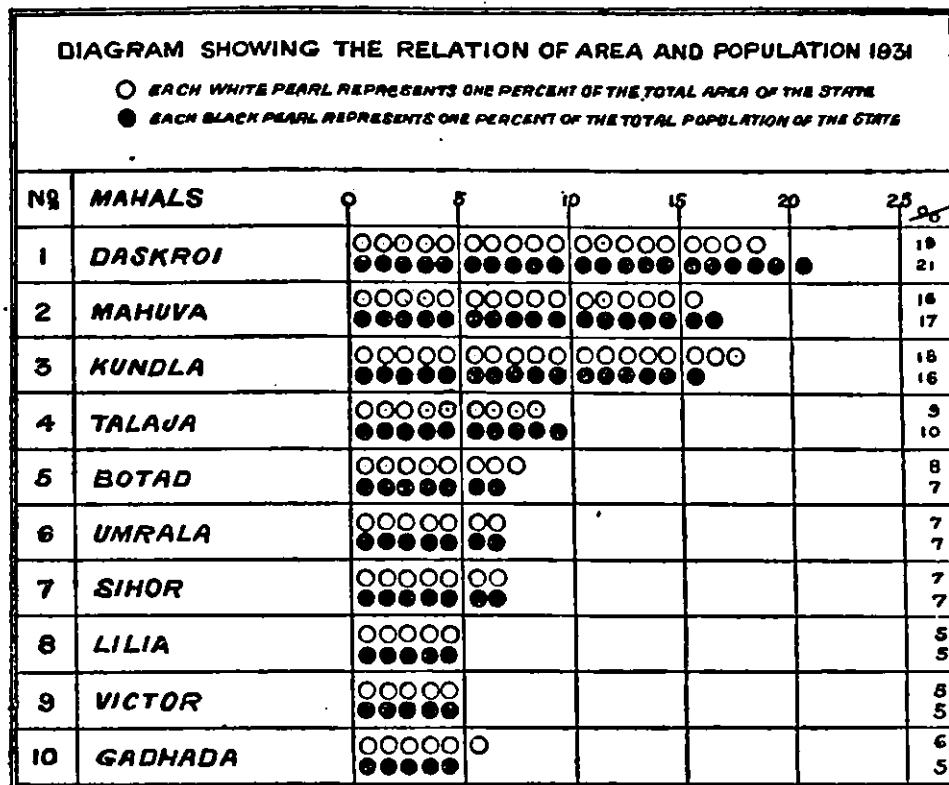 DIAGRAM SHOWING THE RELATION OF AREA AND POPULATION 1931
EACH WHITE PEARL REPRESENTS ONE PERCENT OF THE TOTAL AREA OF THE STATE
EACH BLACK PEARL REPRESENTS ONE PERCENT OF THE TOTAL POPULATION OF THE STATE
No MAHALS 0 5 10 15 20 25 %
1 DASKROI 19
21
2 MAHUVA 16
17
3 KUNDLA 18
16
4 TALAJA 9
10
5 BOTAD 8
7
6 UMRALA 7
7
7 SIHOR 7
7
8 LILIA 5
5
9 VICTOR 5
5
10 GADHADA 6
5